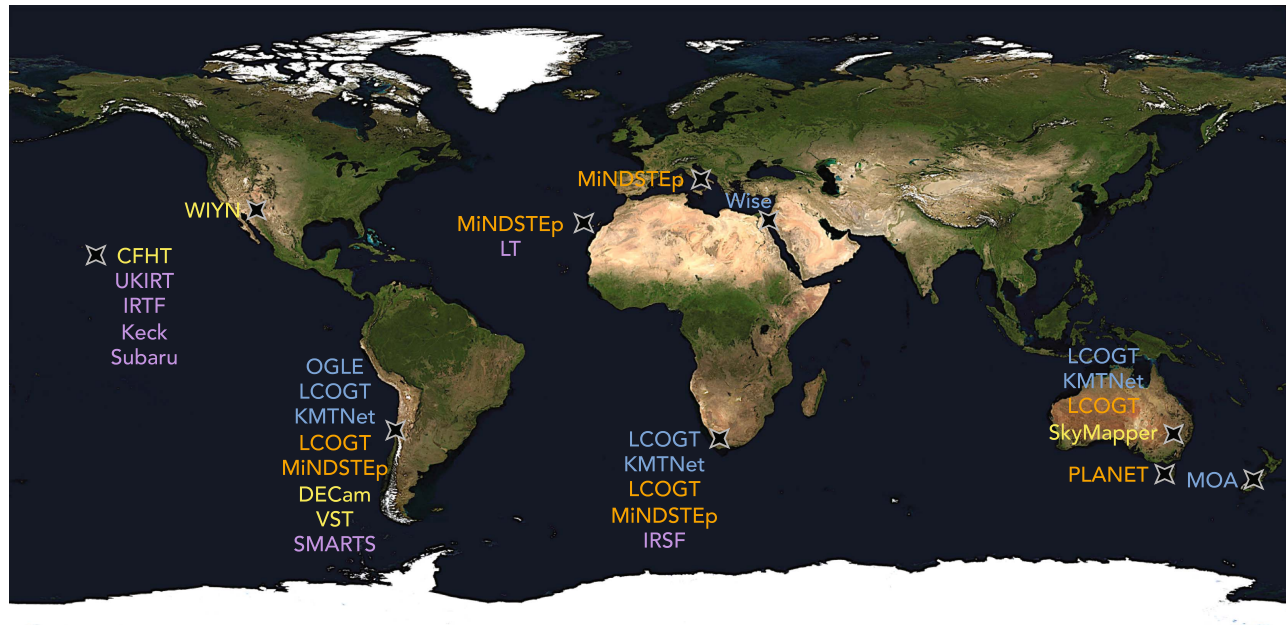 MiNDSTEp
Wise
WIYN
MiNDSTEp
LT
CFHT
UKIRT
IRTF
Keck
Subaru
OGLE
LCOGT
KMTNet
LCOGT
MiNDSTEp
DECam
VST
SMARTS
LCOGT
KMTNet
LCOGT
MiNDSTEp
IRSF
LCOGT
KMTNet
LCOGT
SkyMapper
PLANET
MOA